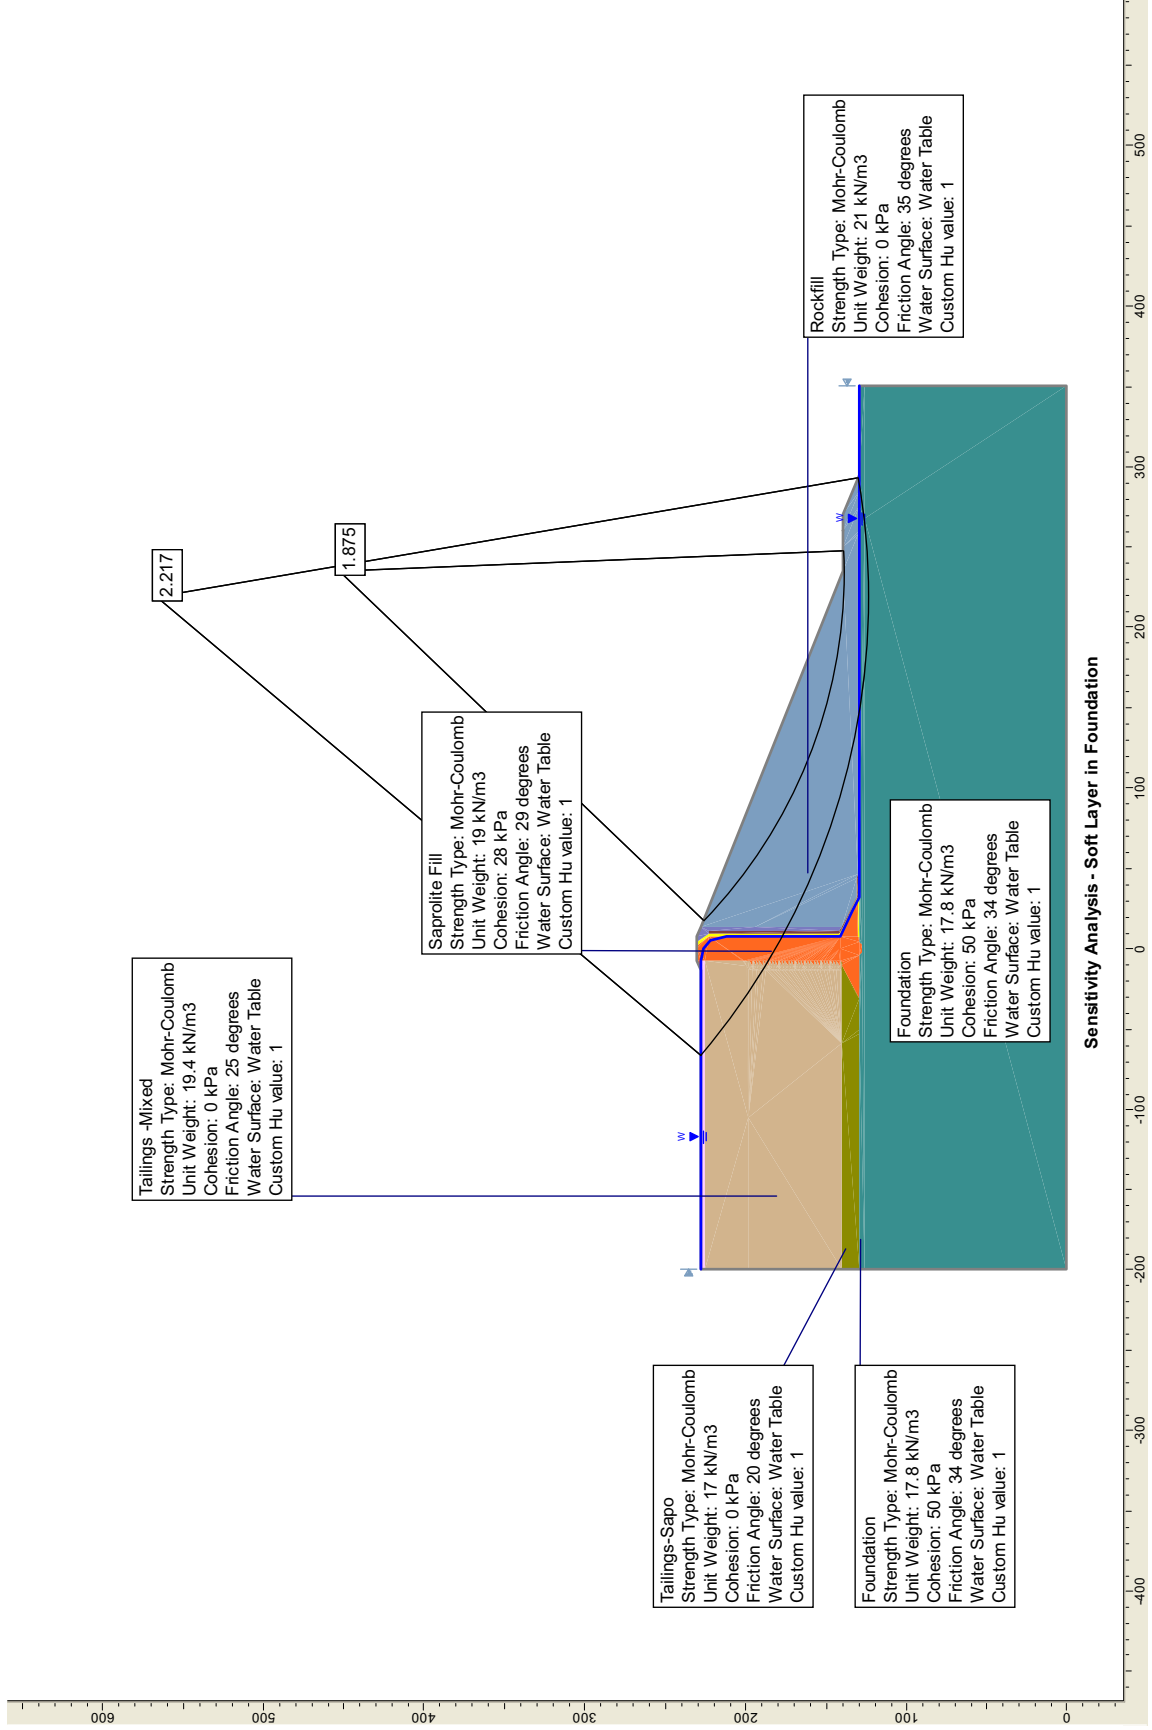 2.217
1.875
Tailings -Mixed
Strength Type: Mohr-Coulomb
Unit Weight: 19.4 kN/m3
Cohesion: 0 kPa
Friction Angle: 25 degrees
Water Surface: Water Table
Custom Hu value: 1
Saprolite Fill
Strength Type: Mohr-Coulomb
Unit Weight: 19 kN/m3
Cohesion: 28 kPa
Friction Angle: 29 degrees
Water Surface: Water Table
Custom Hu value: 1
Rockfill
Strength Type: Mohr-Coulomb
Unit Weight: 21 kN/m3
Cohesion: 0 kPa
Friction Angle: 35 degrees
Water Surface: Water Table
Custom Hu value: 1
Tailings-Sapo
Strength Type: Mohr-Coulomb
Unit Weight: 17 kN/m3
Cohesion: 0 kPa
Friction Angle: 20 degrees
Water Surface: Water Table
Custom Hu value: 1
Foundation
Strength Type: Mohr-Coulomb
Unit Weight: 17.8 kN/m3
Cohesion: 50 kPa
Friction Angle: 34 degrees
Water Surface: Water Table
Custom Hu value: 1
Foundation
Strength Type: Mohr-Coulomb
Unit Weight: 17.8 kN/m3
Cohesion: 50 kPa
Friction Angle: 34 degrees
Water Surface: Water Table
Custom Hu value: 1
W
W
Sensitivity Analysis - Soft Layer in Foundation
600
500
400
300
200
100
0
-400
-300
-200
-100
0
100
200
300
400
500